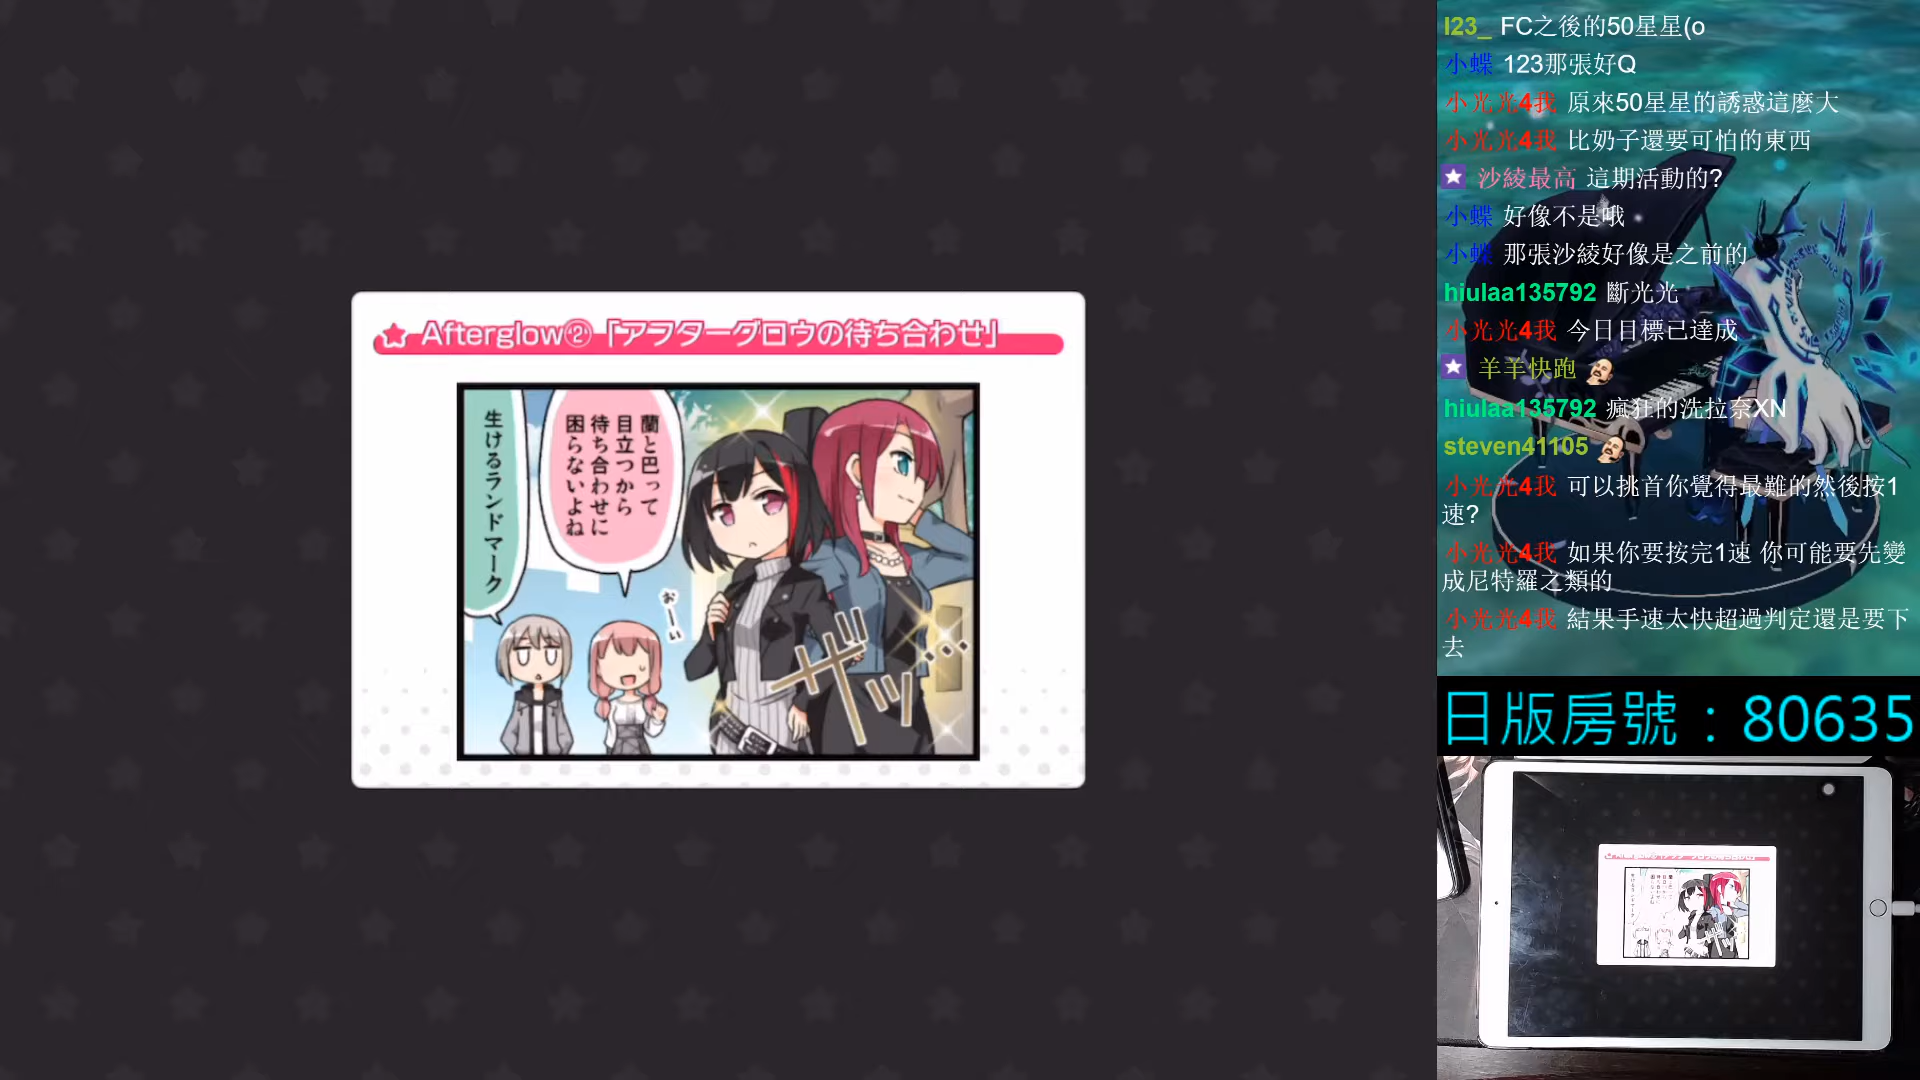 Afterglow②「アフターグロウの待ち合わせ」
蘭と巴って
目立つから
待ち合わせに
困らないよね
生けるランドマーク
おーい
ザッ…
I23_ FC之後的50星星(o
小蝶 123那張好Q
小光光4我 原來50星星的誘惑這麼大
小光光4我 比奶子還要可怕的東西
沙綾最高 這期活動的?
小蝶 好像不是哦
小蝶 那張沙綾好像是之前的
hiulaa135792 斷光光
小光光4我 今日目標已達成
羊羊快跑
hiulaa135792 瘋狂的洗拉奈XN
steven41105
小光光4我 可以挑首你覺得最難的然後按1
速?
小光光4我 如果你要按完1速 你可能要先變
成尼特羅之類的
小光光4我 結果手速太快超過判定還是要下
去
日版房號：80635